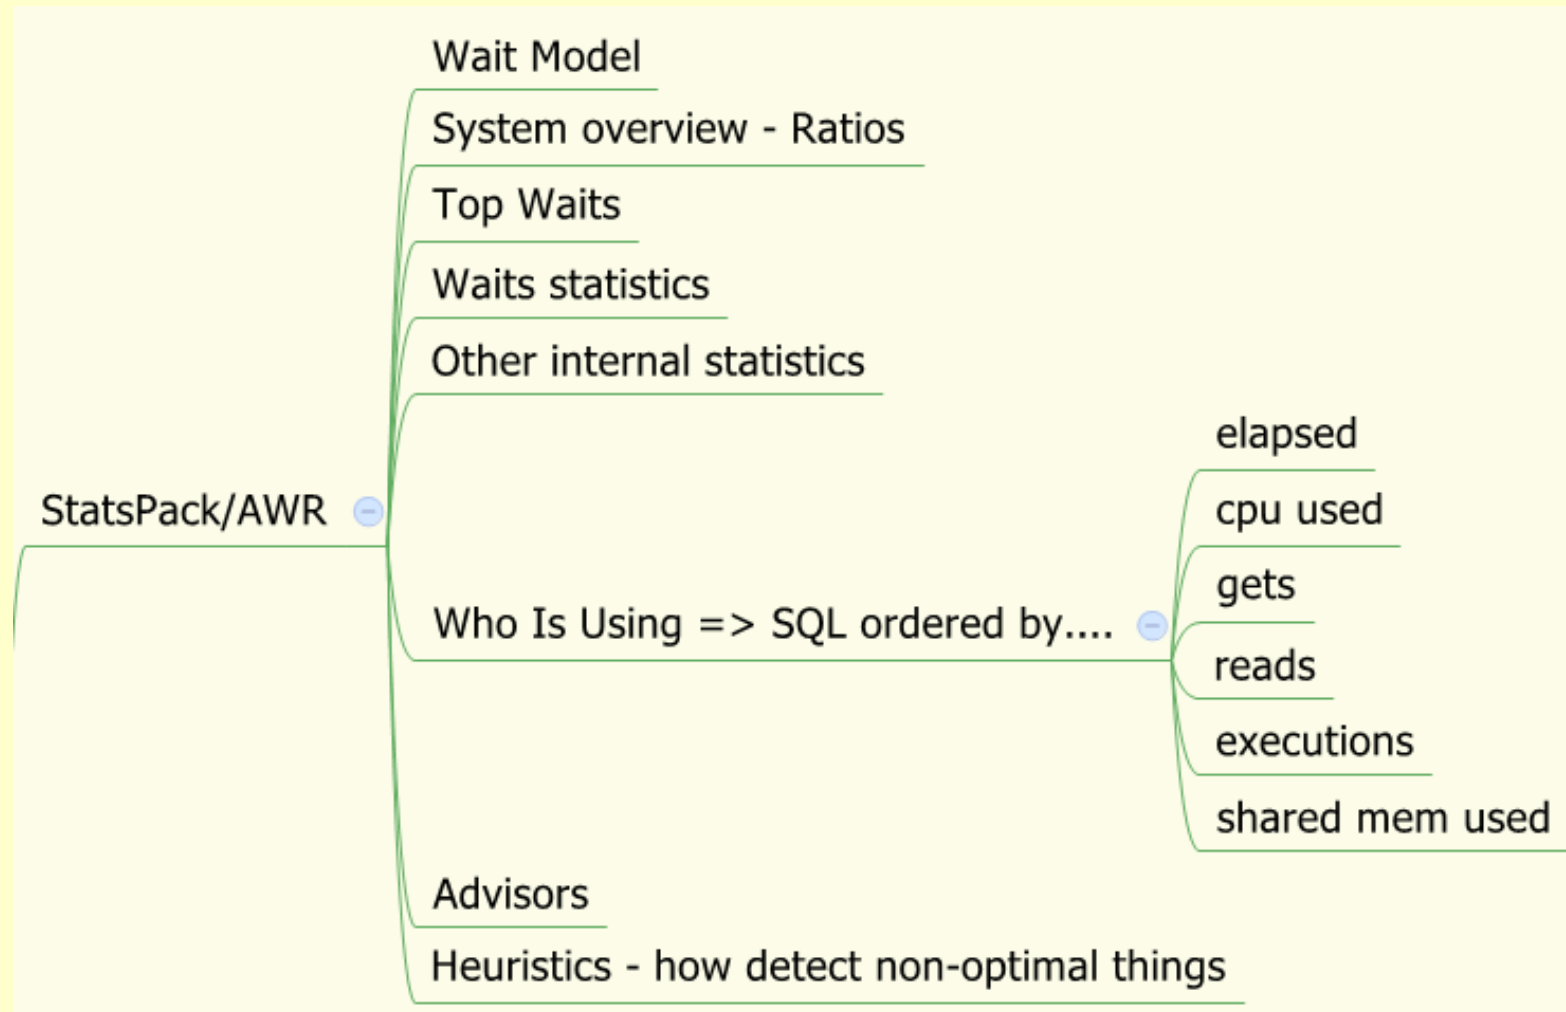 Wait Model
System overview - Ratios
Top Waits
Waits statistics
Other internal statistics
StatsPack/AWR
Who Is Using => SQL ordered by....
elapsed
cpu used
gets
reads
executions
shared mem used
Advisors
Heuristics - how detect non-optimal things